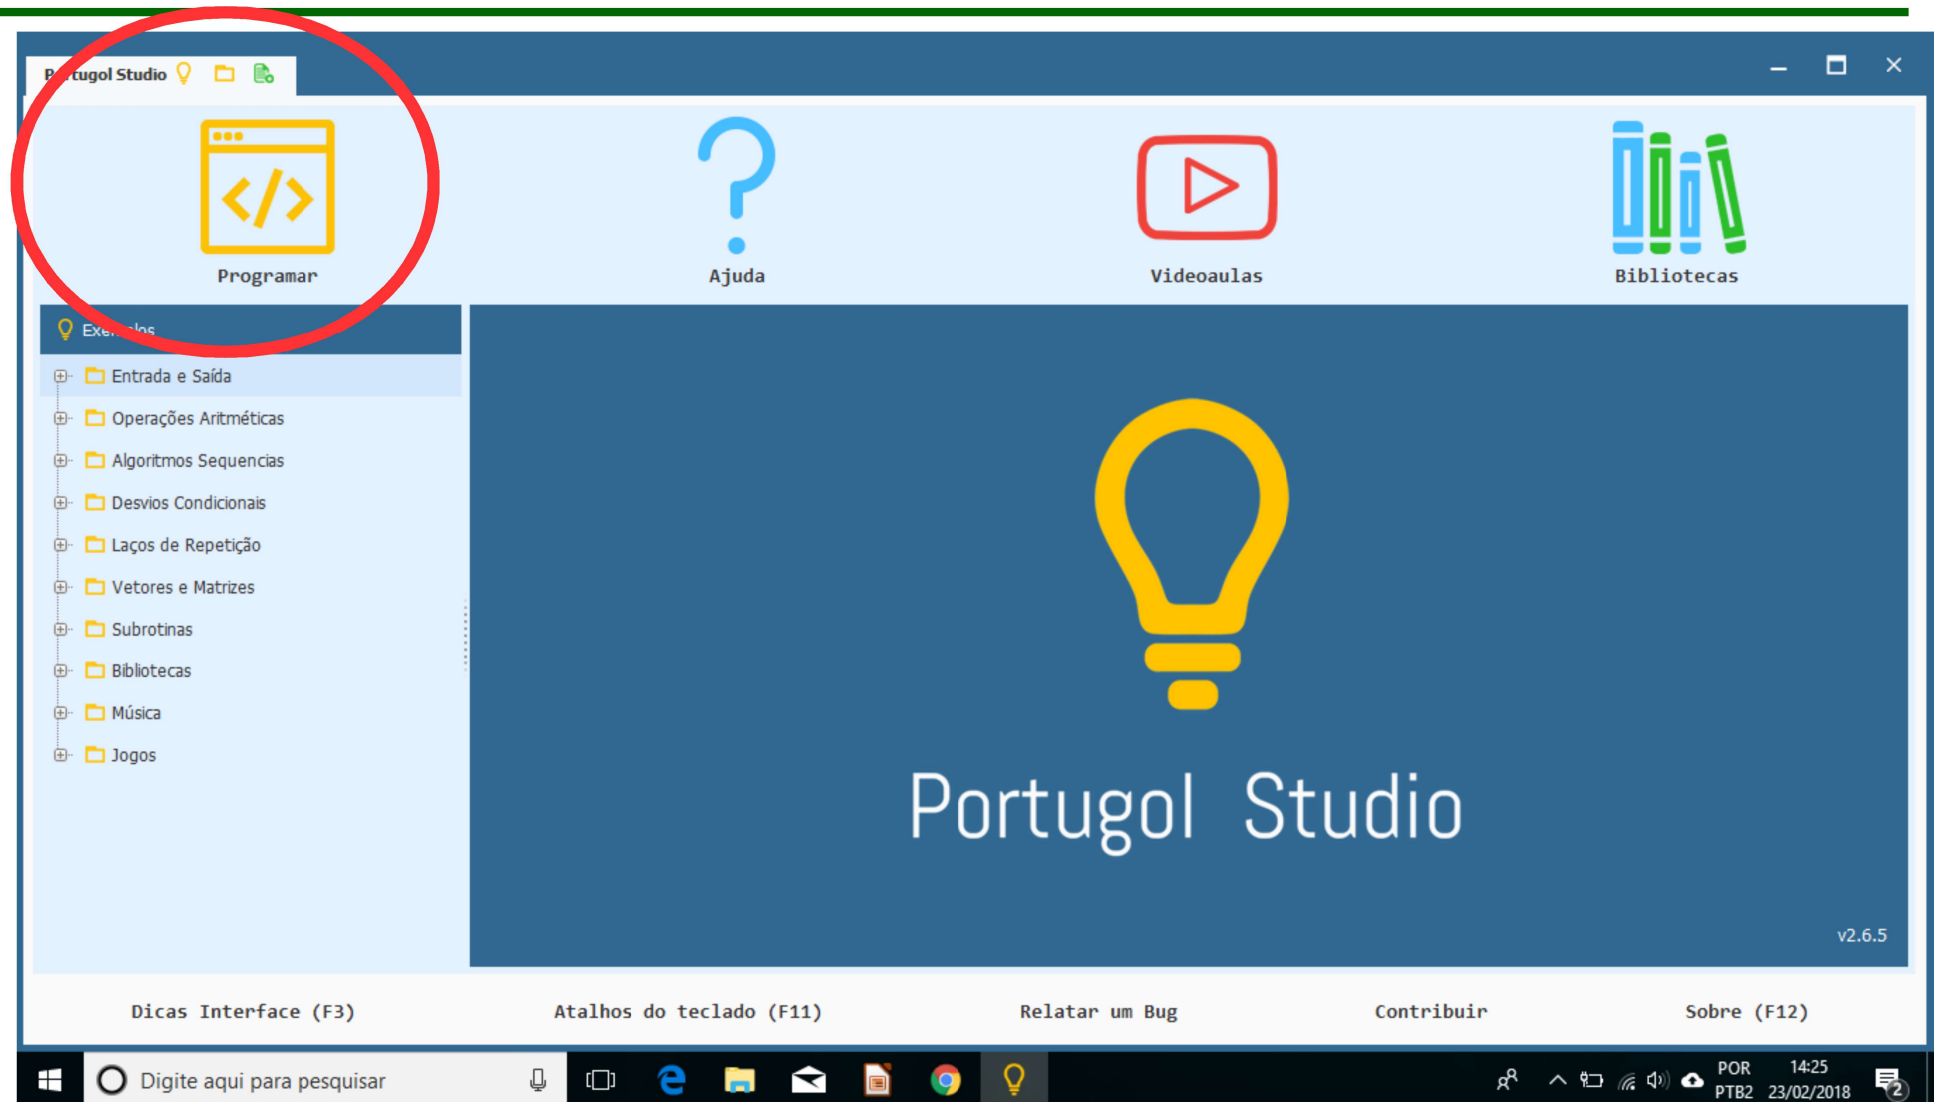 Portugol Studio
Programar
Ajuda
Videoaulas
Bibliotecas
Exemplos
Entrada e Saída
Operações Aritméticas
Algoritmos Sequencias
Desvios Condicionais
Laços de Repetição
Vetores e Matrizes
Subrotinas
Bibliotecas
Música
Jogos
Portugol Studio
v2.6.5
Dicas Interface (F3)
Atalhos do teclado (F11)
Relatar um Bug
Contribuir
Sobre (F12)
Digite aqui para pesquisar
POR
PTB2
14:25
23/02/2018
2